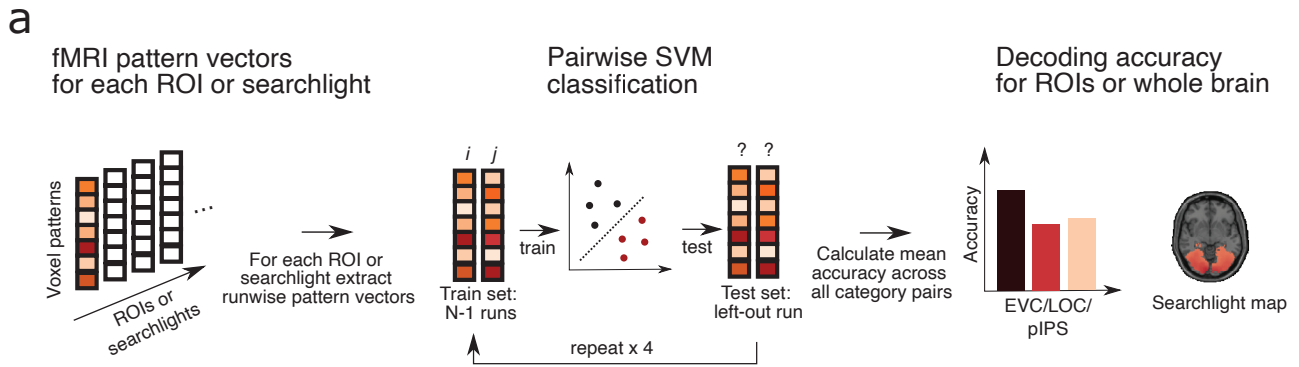 a
fMRI pattern vectors
for each ROI or searchlight
Pairwise SVM
classification
Decoding accuracy
for ROIs or whole brain
Voxel patterns
...
ROIs or
searchlights
For each ROI or
searchlight extract
runwise pattern vectors
i j
Train set:
N-1 runs
train
test
? ?
Test set:
left-out run
repeat x 4
Calculate mean
accuracy across
all category pairs
Accuracy
EVC/LOC/
pIPS
Searchlight map